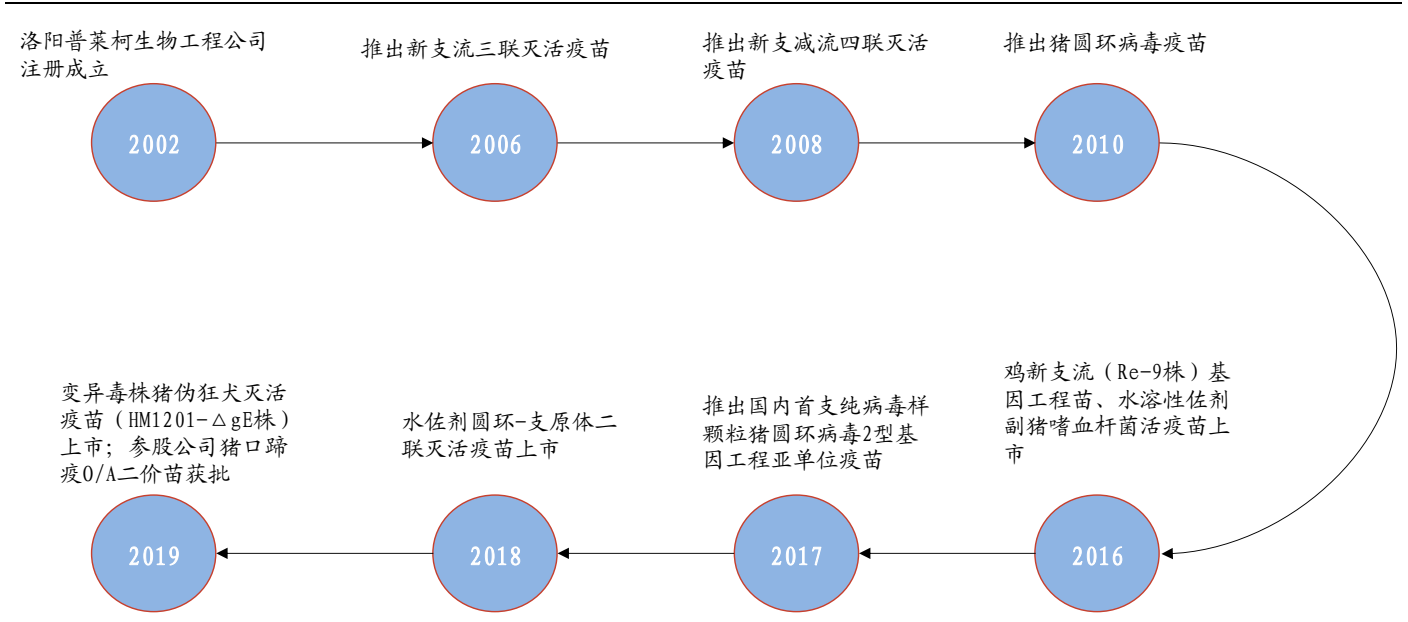 洛阳普莱柯生物工程公司
注册成立
2002
推出新支流三联灭活疫苗
2006
推出新支减流四联灭活
疫苗
2008
推出猪圆环病毒疫苗
2010
鸡新支流（Re-9株）基
因工程苗、水溶性佐剂
副猪嗜血杆菌活疫苗上
市
2016
推出国内首支纯病毒样
颗粒猪圆环病毒2型基
因工程亚单位疫苗
2017
水佐剂圆环-支原体二
联灭活疫苗上市
2018
变异毒株猪伪狂犬灭活
疫苗（HM1201-△gE株）
上市；参股公司猪口蹄
疫O/A二价苗获批
2019